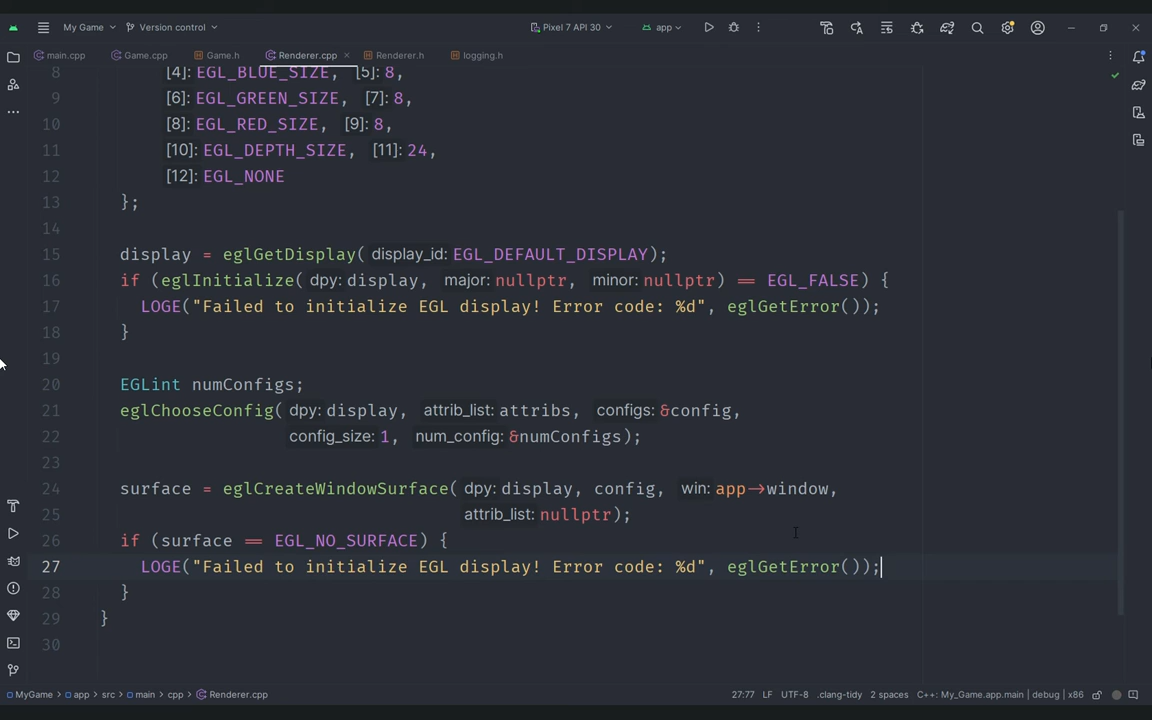 My Game
Version control
Pixel 7 API 30
app
main.cpp
Game.cpp
Game.h
Renderer.cpp
Renderer.h
logging.h
8 [4]: EGL_BLUE_SIZE, [5]: 8,
9 [6]: EGL_GREEN_SIZE, [7]: 8,
10 [8]: EGL_RED_SIZE, [9]: 8,
11 [10]: EGL_DEPTH_SIZE, [11]: 24,
12 [12]: EGL_NONE
13 };
14
15 display = eglGetDisplay( display_id: EGL_DEFAULT_DISPLAY);
16 if (eglInitialize( dpy: display, major: nullptr, minor: nullptr) == EGL_FALSE) {
17 LOGE("Failed to initialize EGL display! Error code: %d", eglGetError());
18 }
19
20 EGLint numConfigs;
21 eglChooseConfig( dpy: display, attrib_list: attribs, configs: &config,
22 config_size: 1, num_config: &numConfigs);
23
24 surface = eglCreateWindowSurface( dpy: display, config, win: app->window,
25 attrib_list: nullptr);
26 if (surface == EGL_NO_SURFACE) {
27 LOGE("Failed to initialize EGL display! Error code: %d", eglGetError());
28 }
29 }
30
MyGame > app > src > main > cpp > Renderer.cpp
27:77 LF UTF-8 .clang-tidy 2 spaces C++: My_Game.app.main | debug | x86